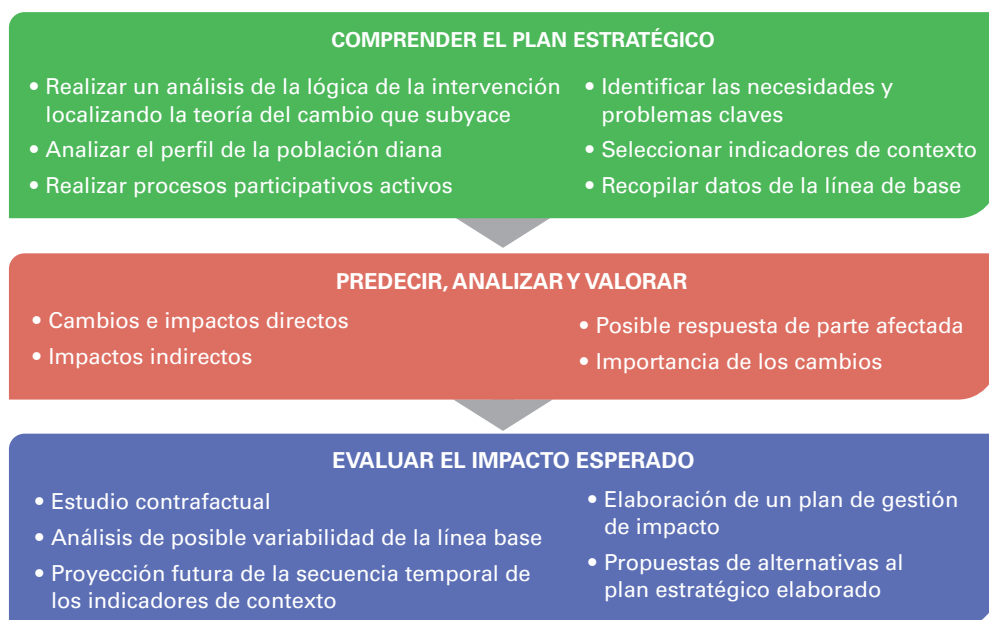 COMPRENDER EL PLAN ESTRATÉGICO
• Realizar un análisis de la lógica de la intervención
localizando la teoría del cambio que subyace
• Analizar el perfil de la población diana
• Realizar procesos participativos activos
• Identificar las necesidades y
problemas claves
• Seleccionar indicadores de contexto
• Recopilar datos de la línea de base
PREDECIR, ANALIZAR Y VALORAR
• Cambios e impactos directos
• Impactos indirectos
• Posible respuesta de parte afectada
• Importancia de los cambios
EVALUAR EL IMPACTO ESPERADO
• Estudio contrafactual
• Análisis de posible variabilidad de la línea base
• Proyección futura de la secuencia temporal de
los indicadores de contexto
• Elaboración de un plan de gestión
de impacto
• Propuestas de alternativas al
plan estratégico elaborado